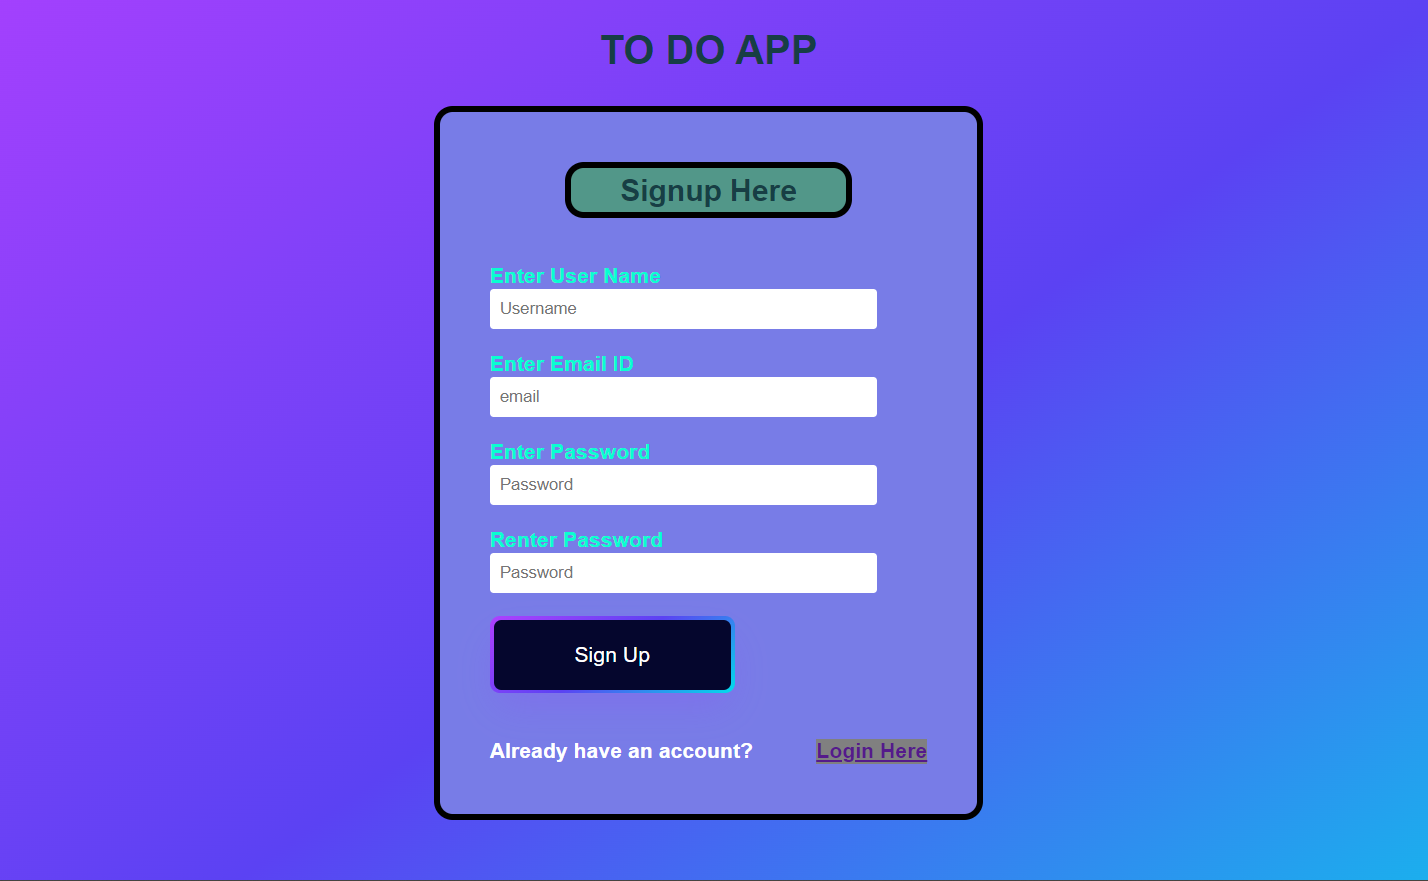 TO DO APP
Signup Here
Enter User Name
Username
Enter Email ID
email
Enter Password
Password
Renter Password
Password
Sign Up
Already have an account? Login Here